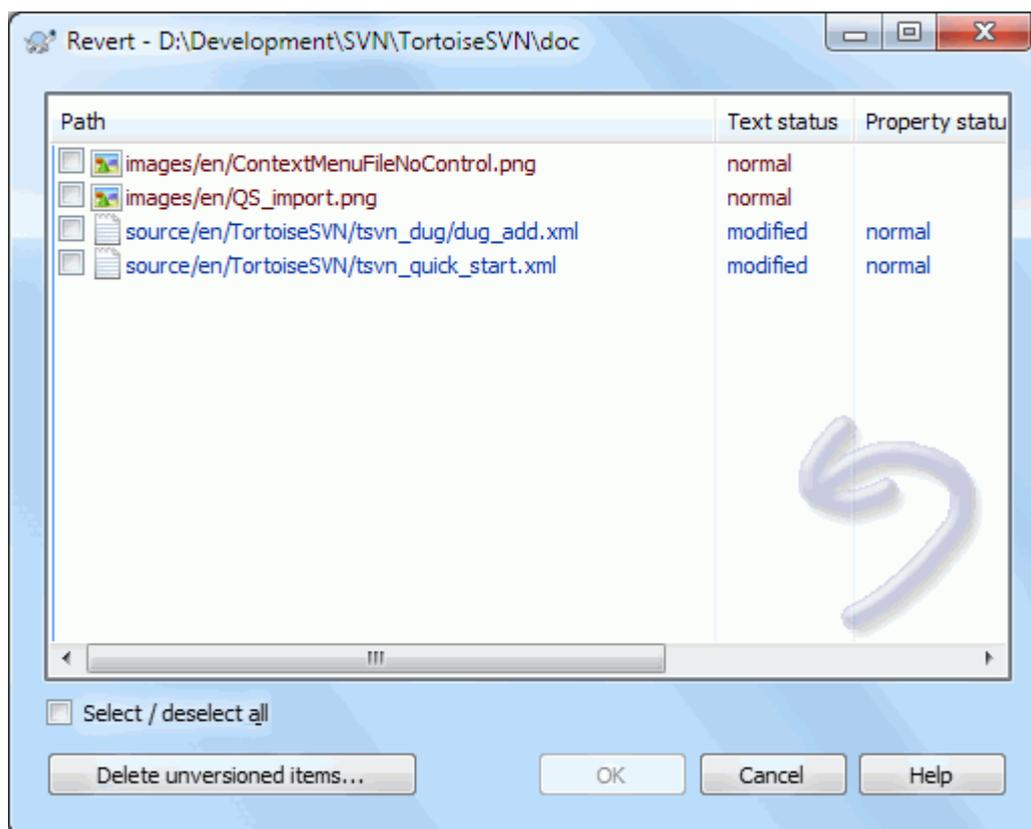 Revert - D:\Development\SVN\TortoiseSVN\doc
Path Text status Property statu
images/en/ContextMenuFileNoControl.png normal
images/en/QS_import.png normal
source/en/TortoiseSVN/tsvn_dug/dug_add.xml modified normal
source/en/TortoiseSVN/tsvn_quick_start.xml modified normal
Select / deselect all
Delete unversioned items... OK Cancel Help